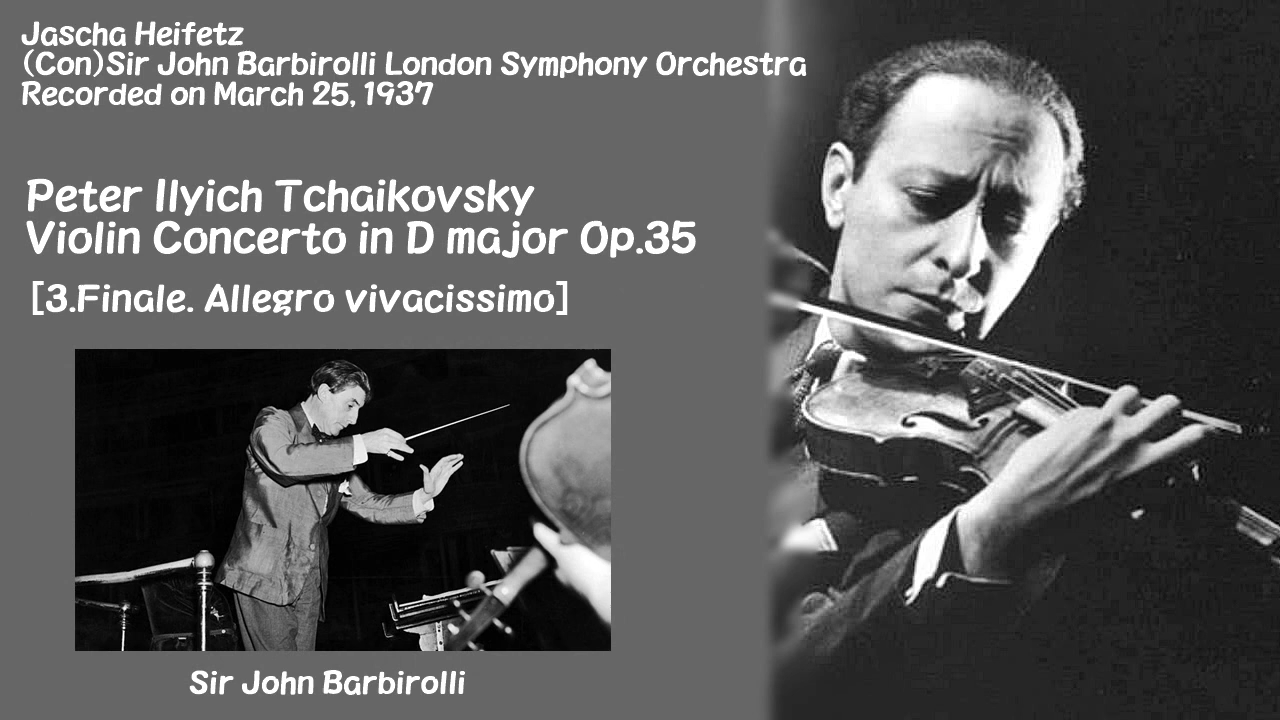 Jascha Heifetz
(Con)Sir John Barbirolli London Symphony Orchestra
Recorded on March 25, 1937
Peter Ilyich Tchaikovsky
Violin Concerto in D major Op.35
[3.Finale. Allegro vivacissimo]
Sir John Barbirolli